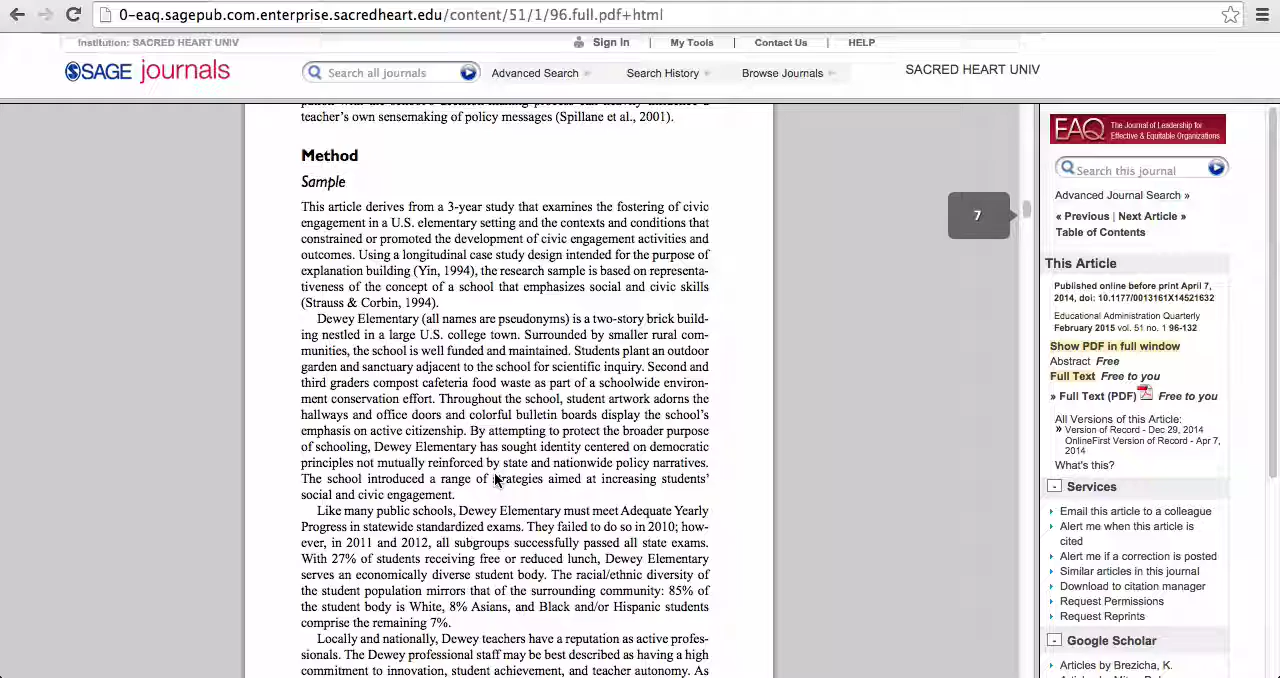 0-eaq.sagepub.com.enterprise.sacredheart.edu/content/51/1/96.full.pdf+html
Institution: SACRED HEART UNIV
Sign In | My Tools | Contact Us | HELP
SAGE journals
Search all journals
Advanced Search
Search History
Browse Journals
SACRED HEART UNIV
teacher's own sensemaking of policy messages (Spillane et al., 2001).
Method
Sample
This article derives from a 3-year study that examines the fostering of civic
engagement in a U.S. elementary setting and the contexts and conditions that
constrained or promoted the development of civic engagement activities and
outcomes. Using a longitudinal case study design intended for the purpose of
explanation building (Yin, 1994), the research sample is based on representa-
tiveness of the concept of a school that emphasizes social and civic skills
(Strauss & Corbin, 1994).
Dewey Elementary (all names are pseudonyms) is a two-story brick build-
ing nestled in a large U.S. college town. Surrounded by smaller rural com-
munities, the school is well funded and maintained. Students plant an outdoor
garden and sanctuary adjacent to the school for scientific inquiry. Second and
third graders compost cafeteria food waste as part of a schoolwide environ-
ment conservation effort. Throughout the school, student artwork adorns the
hallways and office doors and colorful bulletin boards display the school's
emphasis on active citizenship. By attempting to protect the broader purpose
of schooling, Dewey Elementary has sought identity centered on democratic
principles not mutually reinforced by state and nationwide policy narratives.
The school introduced a range of strategies aimed at increasing students'
social and civic engagement.
Like many public schools, Dewey Elementary must meet Adequate Yearly
Progress in statewide standardized exams. They failed to do so in 2010; how-
ever, in 2011 and 2012, all subgroups successfully passed all state exams.
With 27% of students receiving free or reduced lunch, Dewey Elementary
serves an economically diverse student body. The racial/ethnic diversity of
the student population mirrors that of the surrounding community: 85% of
the student body is White, 8% Asians, and Black and/or Hispanic students
comprise the remaining 7%.
Locally and nationally, Dewey teachers have a reputation as active profes-
sionals. The Dewey professional staff may be best described as having a high
commitment to innovation, student achievement, and teacher autonomy. As
7
EAQ The Journal of Leadership for
Effective & Equitable Organizations
Search this journal
Advanced Journal Search »
« Previous | Next Article »
Table of Contents
This Article
Published online before print April 7,
2014, doi: 10.1177/0013161X14521632
Educational Administration Quarterly
February 2015 vol. 51 no. 1 96-132
Show PDF in full window
Abstract Free
Full Text Free to you
» Full Text (PDF) Free to you
All Versions of this Article:
» Version of Record - Dec 29, 2014
OnlineFirst Version of Record - Apr 7,
2014
What's this?
- Services
Email this article to a colleague
Alert me when this article is
cited
Alert me if a correction is posted
Similar articles in this journal
Download to citation manager
Request Permissions
Request Reprints
- Google Scholar
Articles by Brezicha, K.